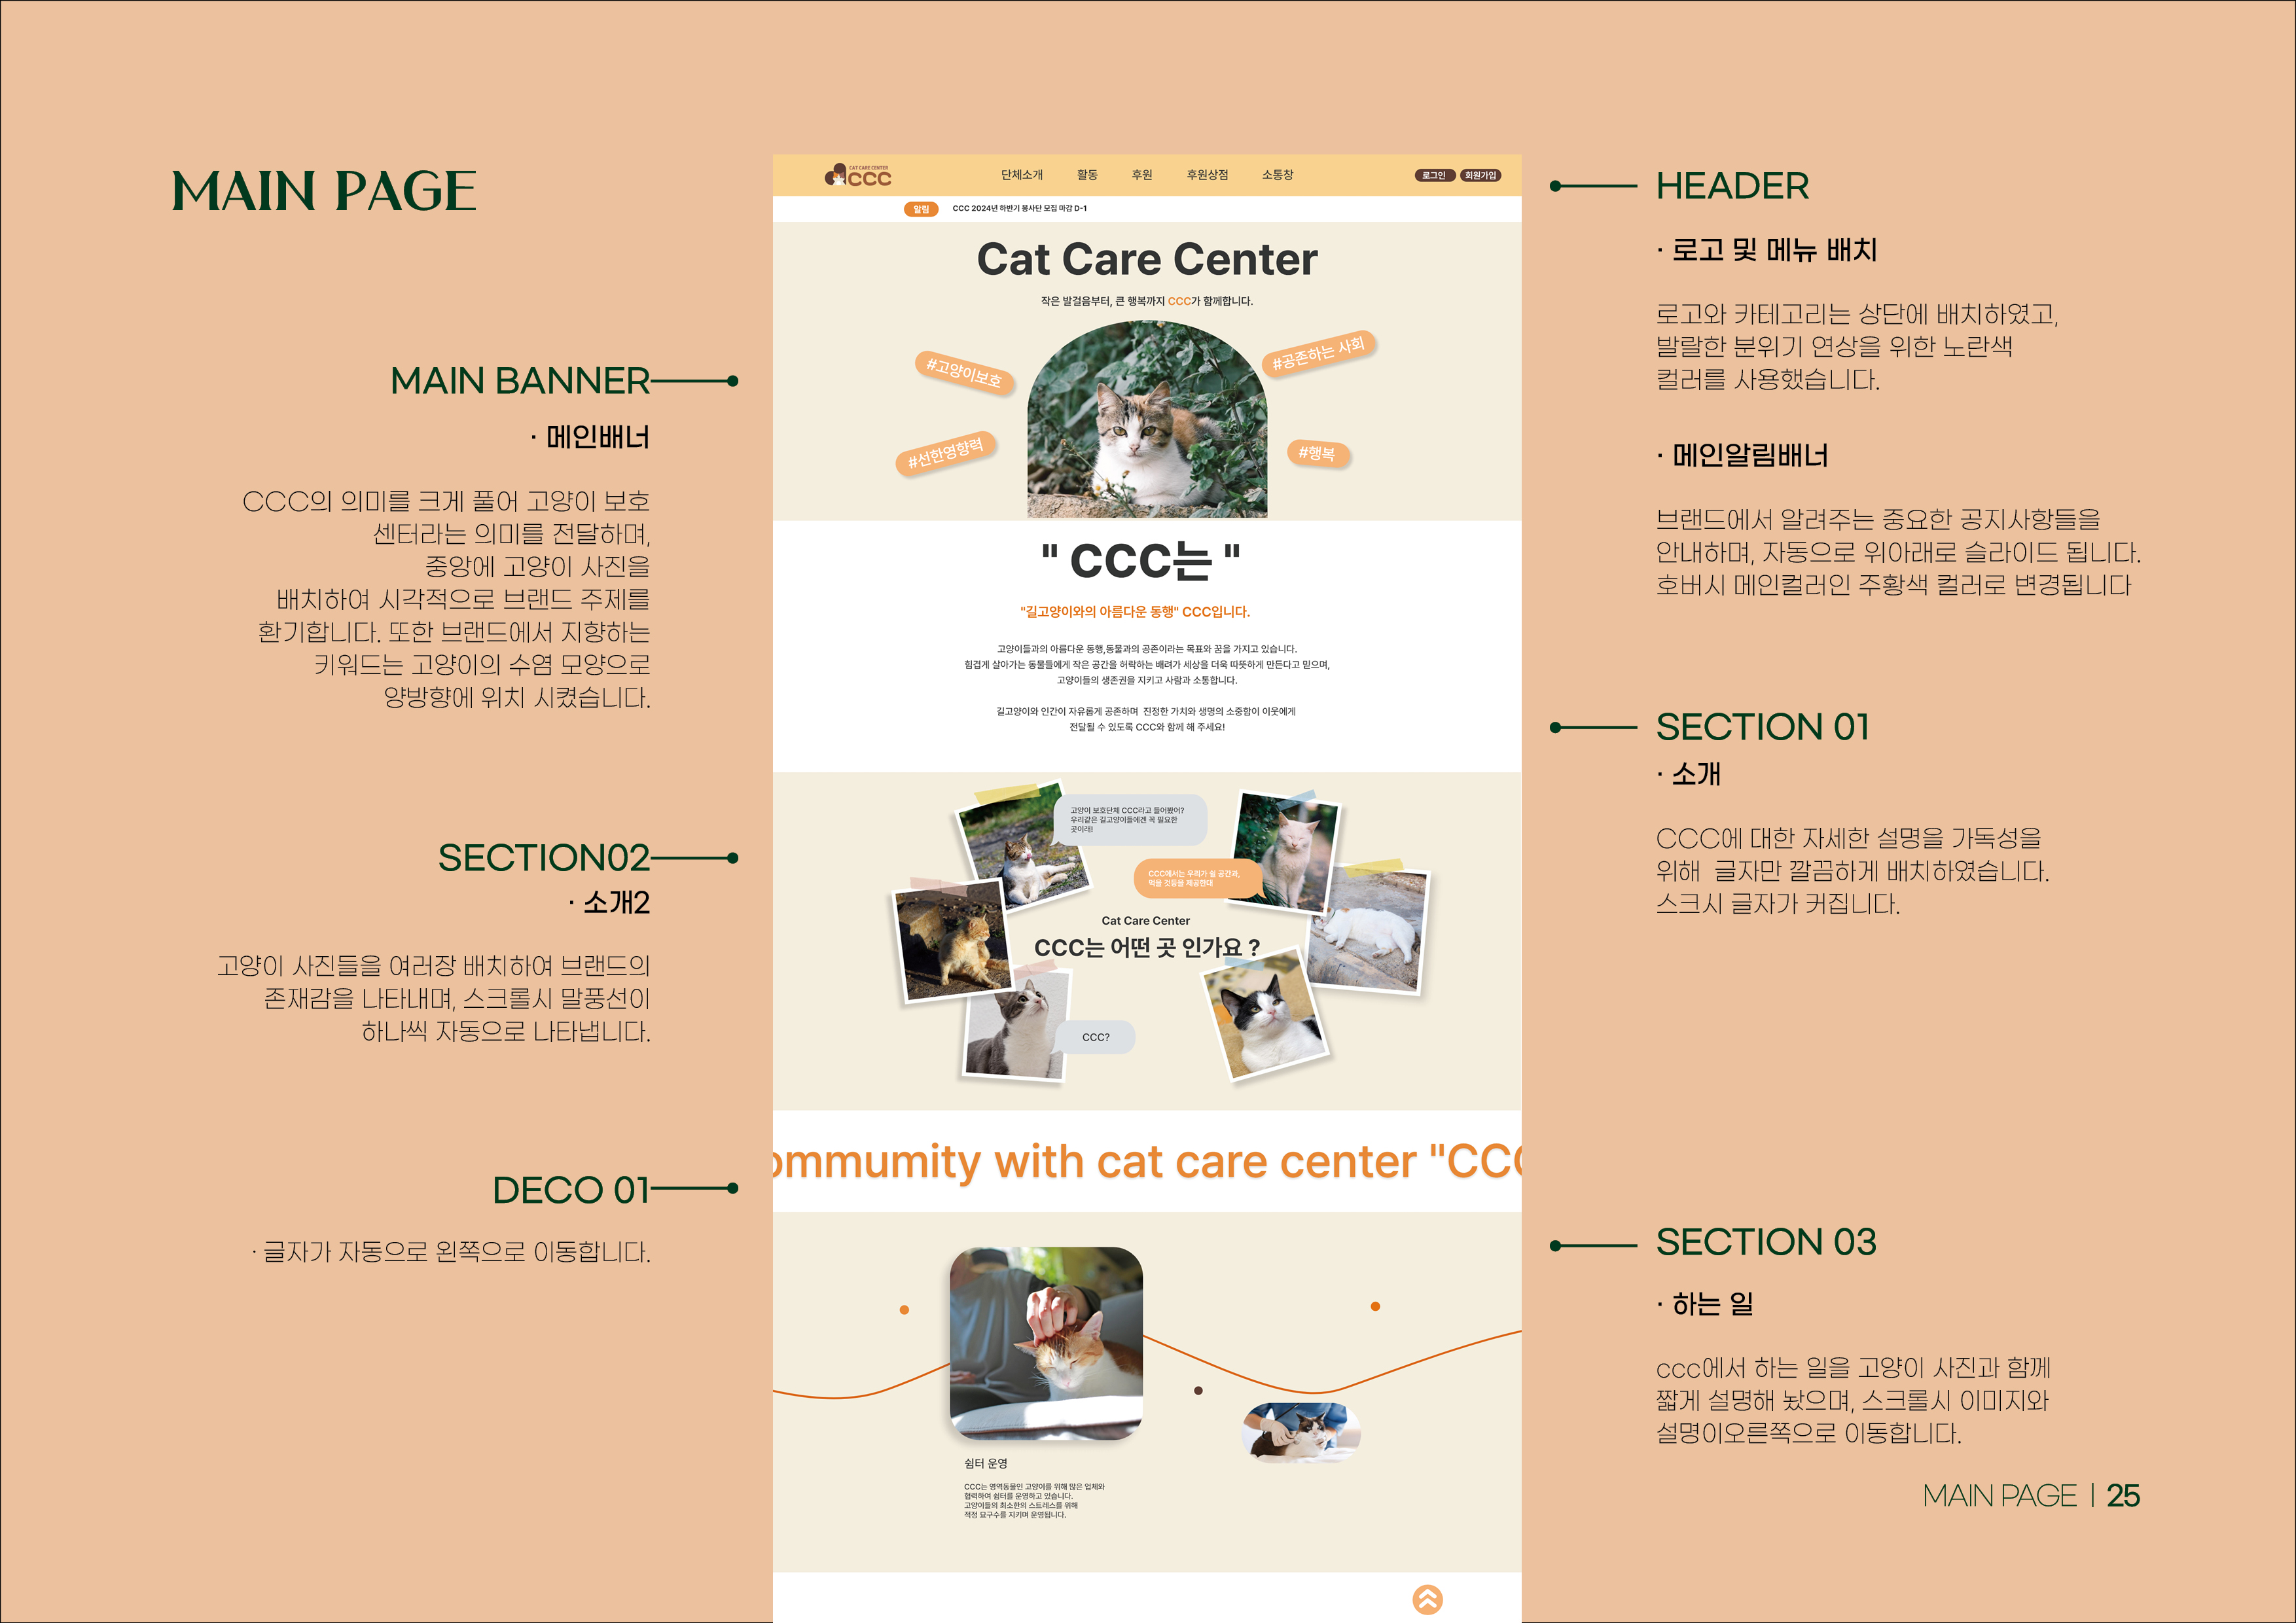 MAIN PAGE
MAIN BANNER
· 메인배너
CCC의 의미를 크게 풀어 고양이 보호
센터라는 의미를 전달하며,
중앙에 고양이 사진을
배치하여 시각적으로 브랜드 주제를
환기합니다. 또한 브랜드에서 지향하는
키워드는 고양이의 수염 모양으로
양방향에 위치 시켰습니다.
SECTION02
· 소개2
고양이 사진들을 여러장 배치하여 브랜드의
존재감을 나타내며, 스크롤시 말풍선이
하나씩 자동으로 나타냅니다.
DECO 01
· 글자가 자동으로 왼쪽으로 이동합니다.
CAT CARE CENTER
CCC
단체소개 활동 후원 후원상점 소통창
로그인 회원가입
알림 CCC 2024년 하반기 봉사단 모집 마감 D-1
Cat Care Center
작은 발걸음부터, 큰 행복까지 CCC가 함께합니다.
#고양이보호
#공존하는 사회
#선한영향력
#행복
" CCC는 "
"길고양이와의 아름다운 동행" CCC입니다.
고양이들과의 아름다운 동행,동물과의 공존이라는 목표와 꿈을 가지고 있습니다.
힘겹게 살아가는 동물들에게 작은 공간을 허락하는 배려가 세상을 더욱 따뜻하게 만든다고 믿으며,
고양이들의 생존권을 지키고 사람과 소통합니다.
길고양이와 인간이 자유롭게 공존하며 진정한 가치와 생명의 소중함이 이웃에게
전달될 수 있도록 CCC와 함께 해 주세요!
고양이 보호단체 CCC라고 들어봤어?
우리같은 길고양이들에겐 꼭 필요한
곳이래!
CCC에서는 우리가 쉴 공간과,
먹을 것등을 제공한대
Cat Care Center
CCC는 어떤 곳 인가요 ?
CCC?
ommumity with cat care center "CCC
쉼터 운영
CCC는 영역동물인 고양이를 위해 많은 업체와
협력하여 쉼터를 운영하고 있습니다.
고양이들의 최소한의 스트레스를 위해
적정 묘구수를 지키며 운영됩니다.
HEADER
· 로고 및 메뉴 배치
로고와 카테고리는 상단에 배치하였고,
발랄한 분위기 연상을 위한 노란색
컬러를 사용했습니다.
· 메인알림배너
브랜드에서 알려주는 중요한 공지사항들을
안내하며, 자동으로 위아래로 슬라이드 됩니다.
호버시 메인컬러인 주황색 컬러로 변경됩니다
SECTION 01
· 소개
CCC에 대한 자세한 설명을 가독성을
위해 글자만 깔끔하게 배치하였습니다.
스크시 글자가 커집니다.
SECTION 03
· 하는 일
ccc에서 하는 일을 고양이 사진과 함께
짧게 설명해 놨으며, 스크롤시 이미지와
설명이오른쪽으로 이동합니다.
MAIN PAGE | 25